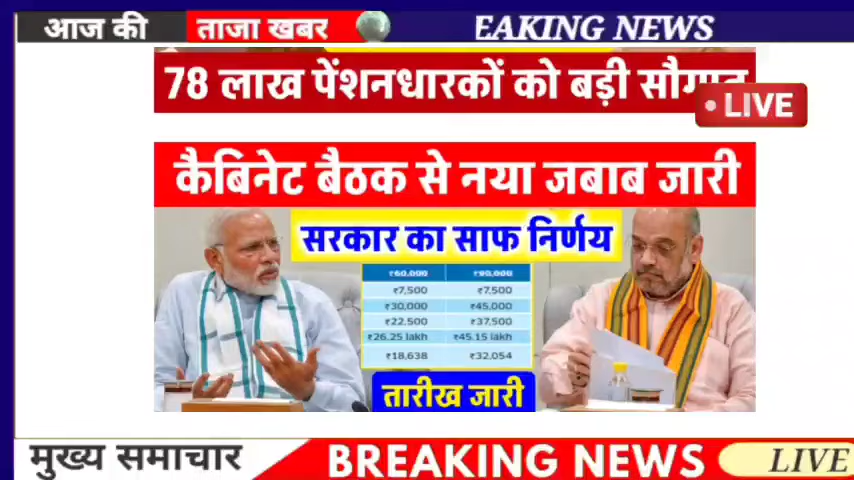 आज की ताजा खबर EAKING NEWS
78 लाख पेंशनधारकों को बड़ी सौगात
LIVE
कैबिनेट बैठक से नया जबाब जारी
सरकार का साफ निर्णय
₹60,000 ₹90,000
₹7,500 ₹7,500
₹30,000 ₹45,000
₹22,500 ₹37,500
₹26.25 lakh ₹45.15 lakh
₹18,638 ₹32,054
तारीख जारी
मुख्य समाचार BREAKING NEWS LIVE